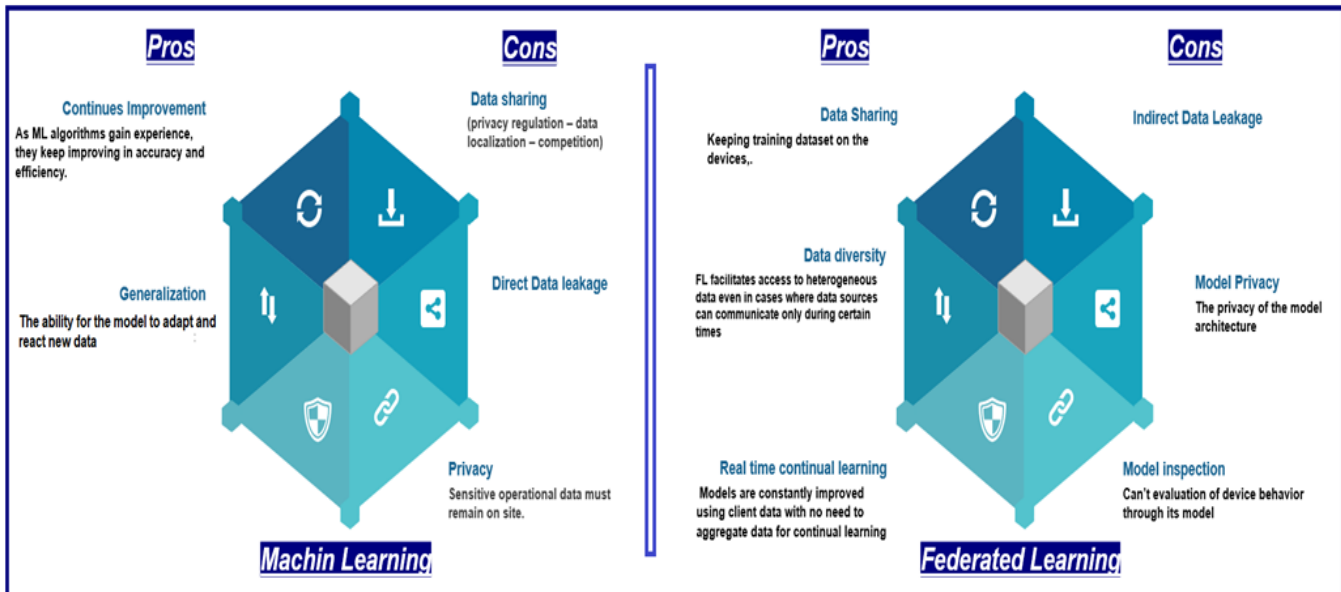 Pros
Cons
Continues Improvement
As ML algorithms gain experience,
they keep improving in accuracy and
efficiency.
Data sharing
(privacy regulation – data
localization – competition)
Generalization
The ability for the model to adapt and
react new data
:
Direct Data leakage
Privacy
Sensitive operational data must
remain on site.
Machin Learning
Pros
Cons
Data Sharing
Keeping training dataset on the
devices,.
Indirect Data Leakage
Data diversity
FL facilitates access to heterogeneous
data even in cases where data sources
can communicate only during certain
times
Model Privacy
The privacy of the model
architecture
Real time continual learning
Models are constantly improved
using client data with no need to
aggregate data for continual learning
Model inspection
Can't evaluation of device behavior
through its model
Federated Learning